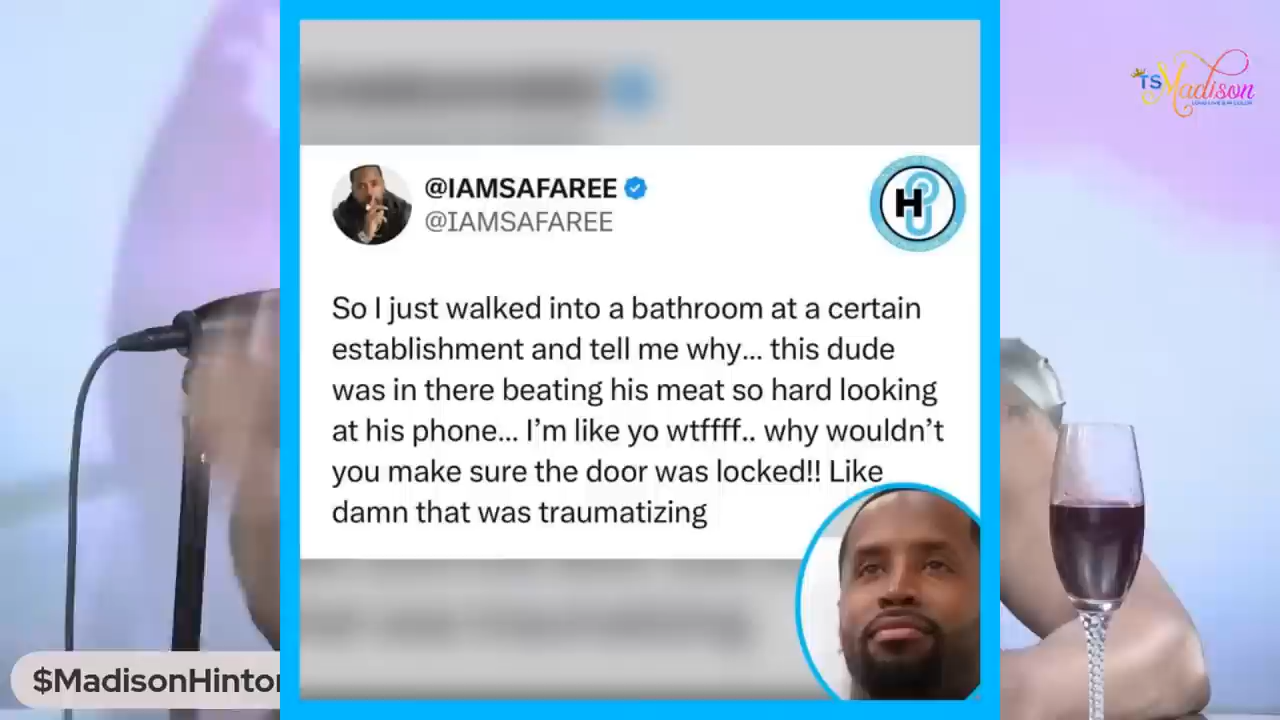 TSMadison
@IAMSAFAREE
@IAMSAFAREE
H
So I just walked into a bathroom at a certain
establishment and tell me why... this dude
was in there beating his meat so hard looking
at his phone... I’m like yo wtffff.. why wouldn’t
you make sure the door was locked!! Like
damn that was traumatizing
$MadisonHinton